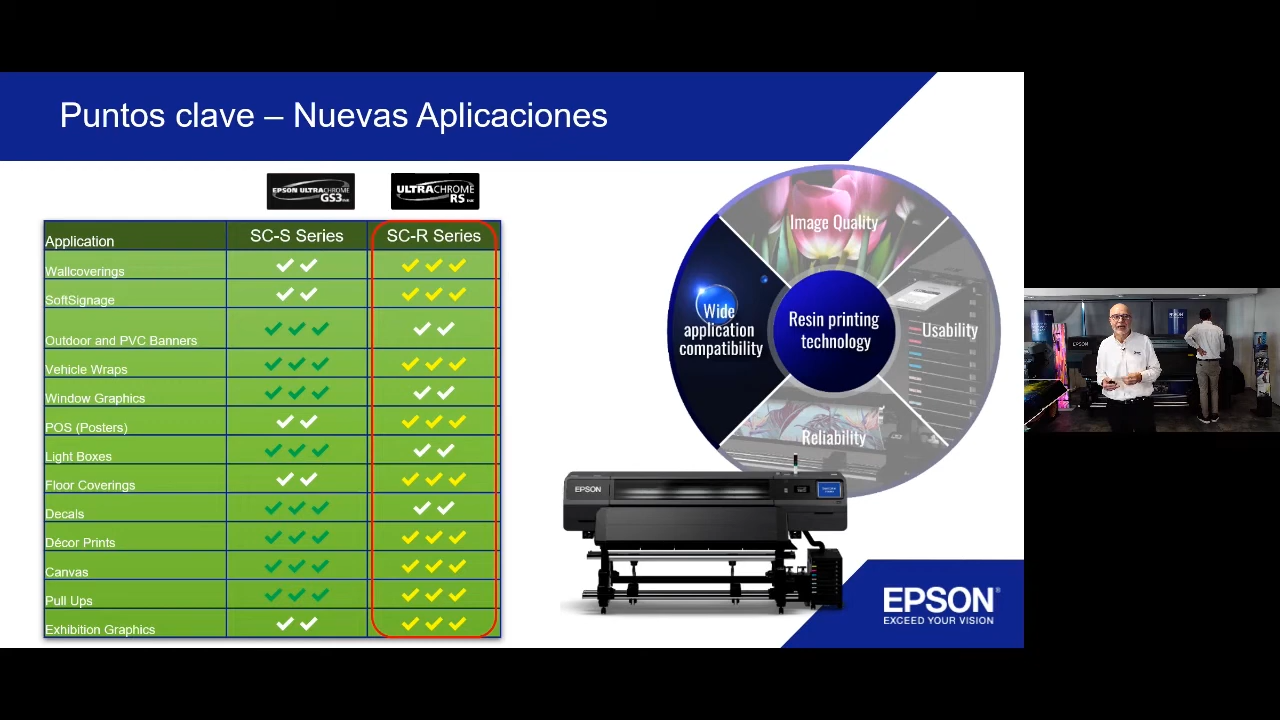 Puntos clave – Nuevas Aplicaciones
EPSON ULTRACHROME
GS3
ULTRACHROME
RS
Application
SC-S Series
SC-R Series
Wallcoverings
SoftSignage
Outdoor and PVC Banners
Vehicle Wraps
Window Graphics
POS (Posters)
Light Boxes
Floor Coverings
Decals
Décor Prints
Canvas
Pull Ups
Exhibition Graphics
Image Quality
Wide
application
compatibility
Resin printing
technology
Usability
Reliability
EPSON
EPSON®
EXCEED YOUR VISION
EPSON